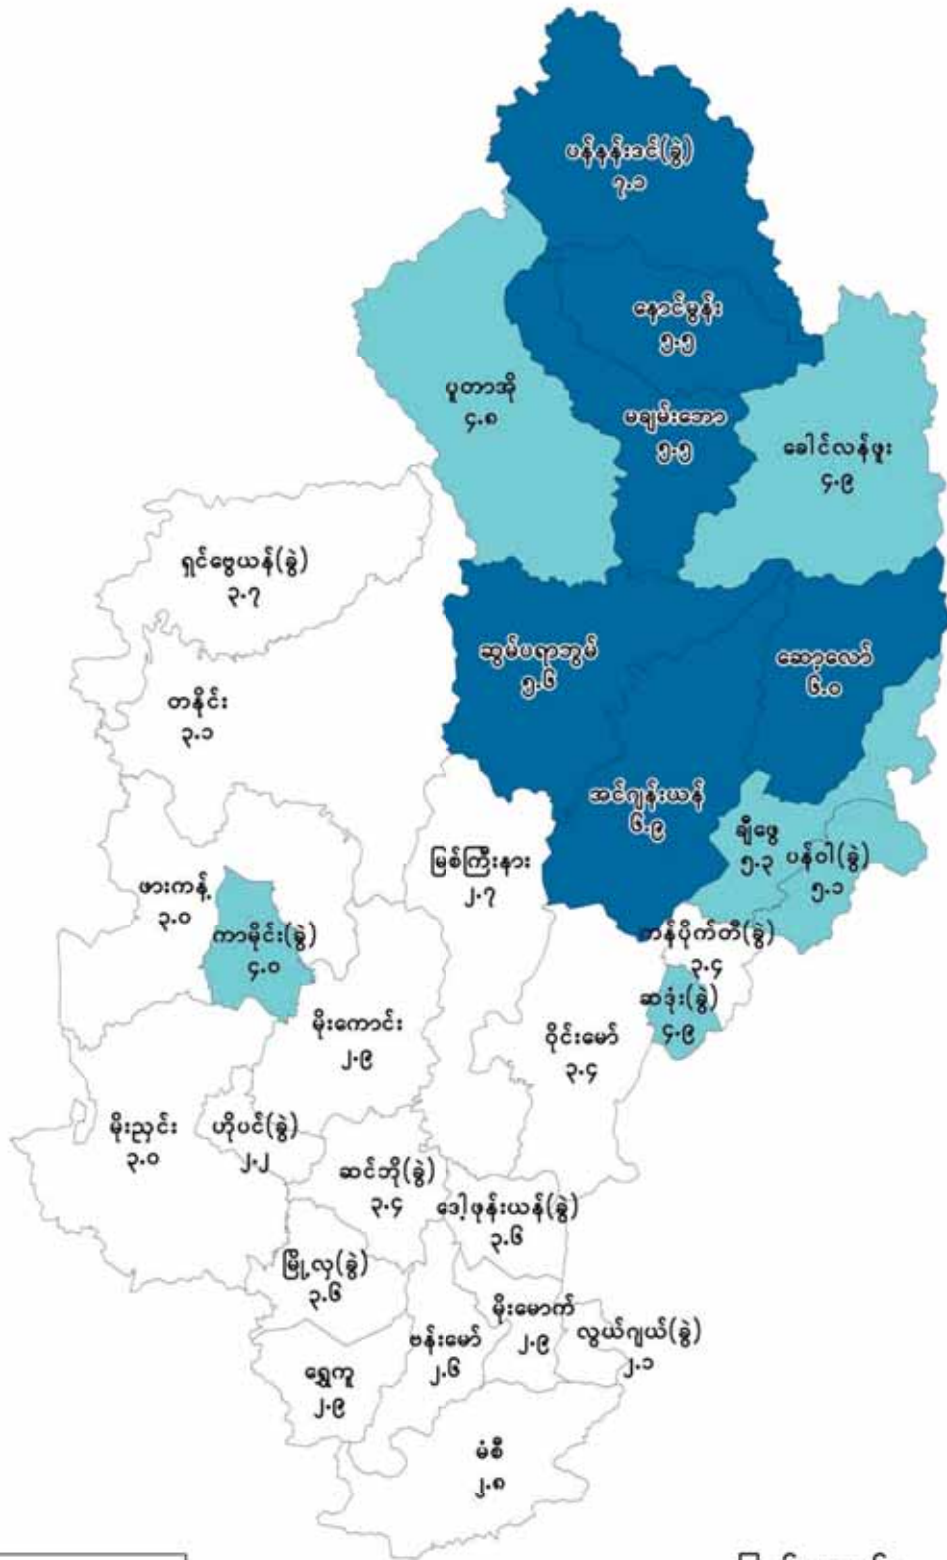 ပန်နန်းဒင်(ခွဲ)
၇.၁
နောင်မွန်း
၅.၅
ပူတာအို
၄.၈
မချမ်းဘော
၅.၅
ခေါင်လန်ဖူး
၄.၉
ရှင်ဗွေယန်(ခွဲ)
၃.၇
ဆွမ်ပရာဘွမ်
၅.၆
ဆော့လော်
၆.၀
တနိုင်း
၃.၁
အင်ဂျန်းယန်
၆.၉
ချီဖွေ
၅.၃
ပန်ဝါ(ခွဲ)
၅.၁
မြစ်ကြီးနား
၂.၇
ဖားကန့်
၃.၀
ကာမိုင်း(ခွဲ)
၄.၀
ကန်ပိုက်တီ(ခွဲ)
၃.၄
ဆဒုံး(ခွဲ)
၄.၉
မိုးကောင်း
၂.၉
ဝိုင်းမော်
၃.၄
မိုးညှင်း
၃.၀
ဟိုပင်(ခွဲ)
၂.၂
ဆင်ဘို(ခွဲ)
၃.၄
ဒေါ့ဖုန်းယန်(ခွဲ)
၃.၆
မြို့လှ(ခွဲ)
၃.၆
မိုးမောက်
၂.၉
လွယ်ဂျယ်(ခွဲ)
၂.၁
ဗန်းမော်
၂.၆
ရွှေကူ
၂.၉
မံစီ
၂.၈